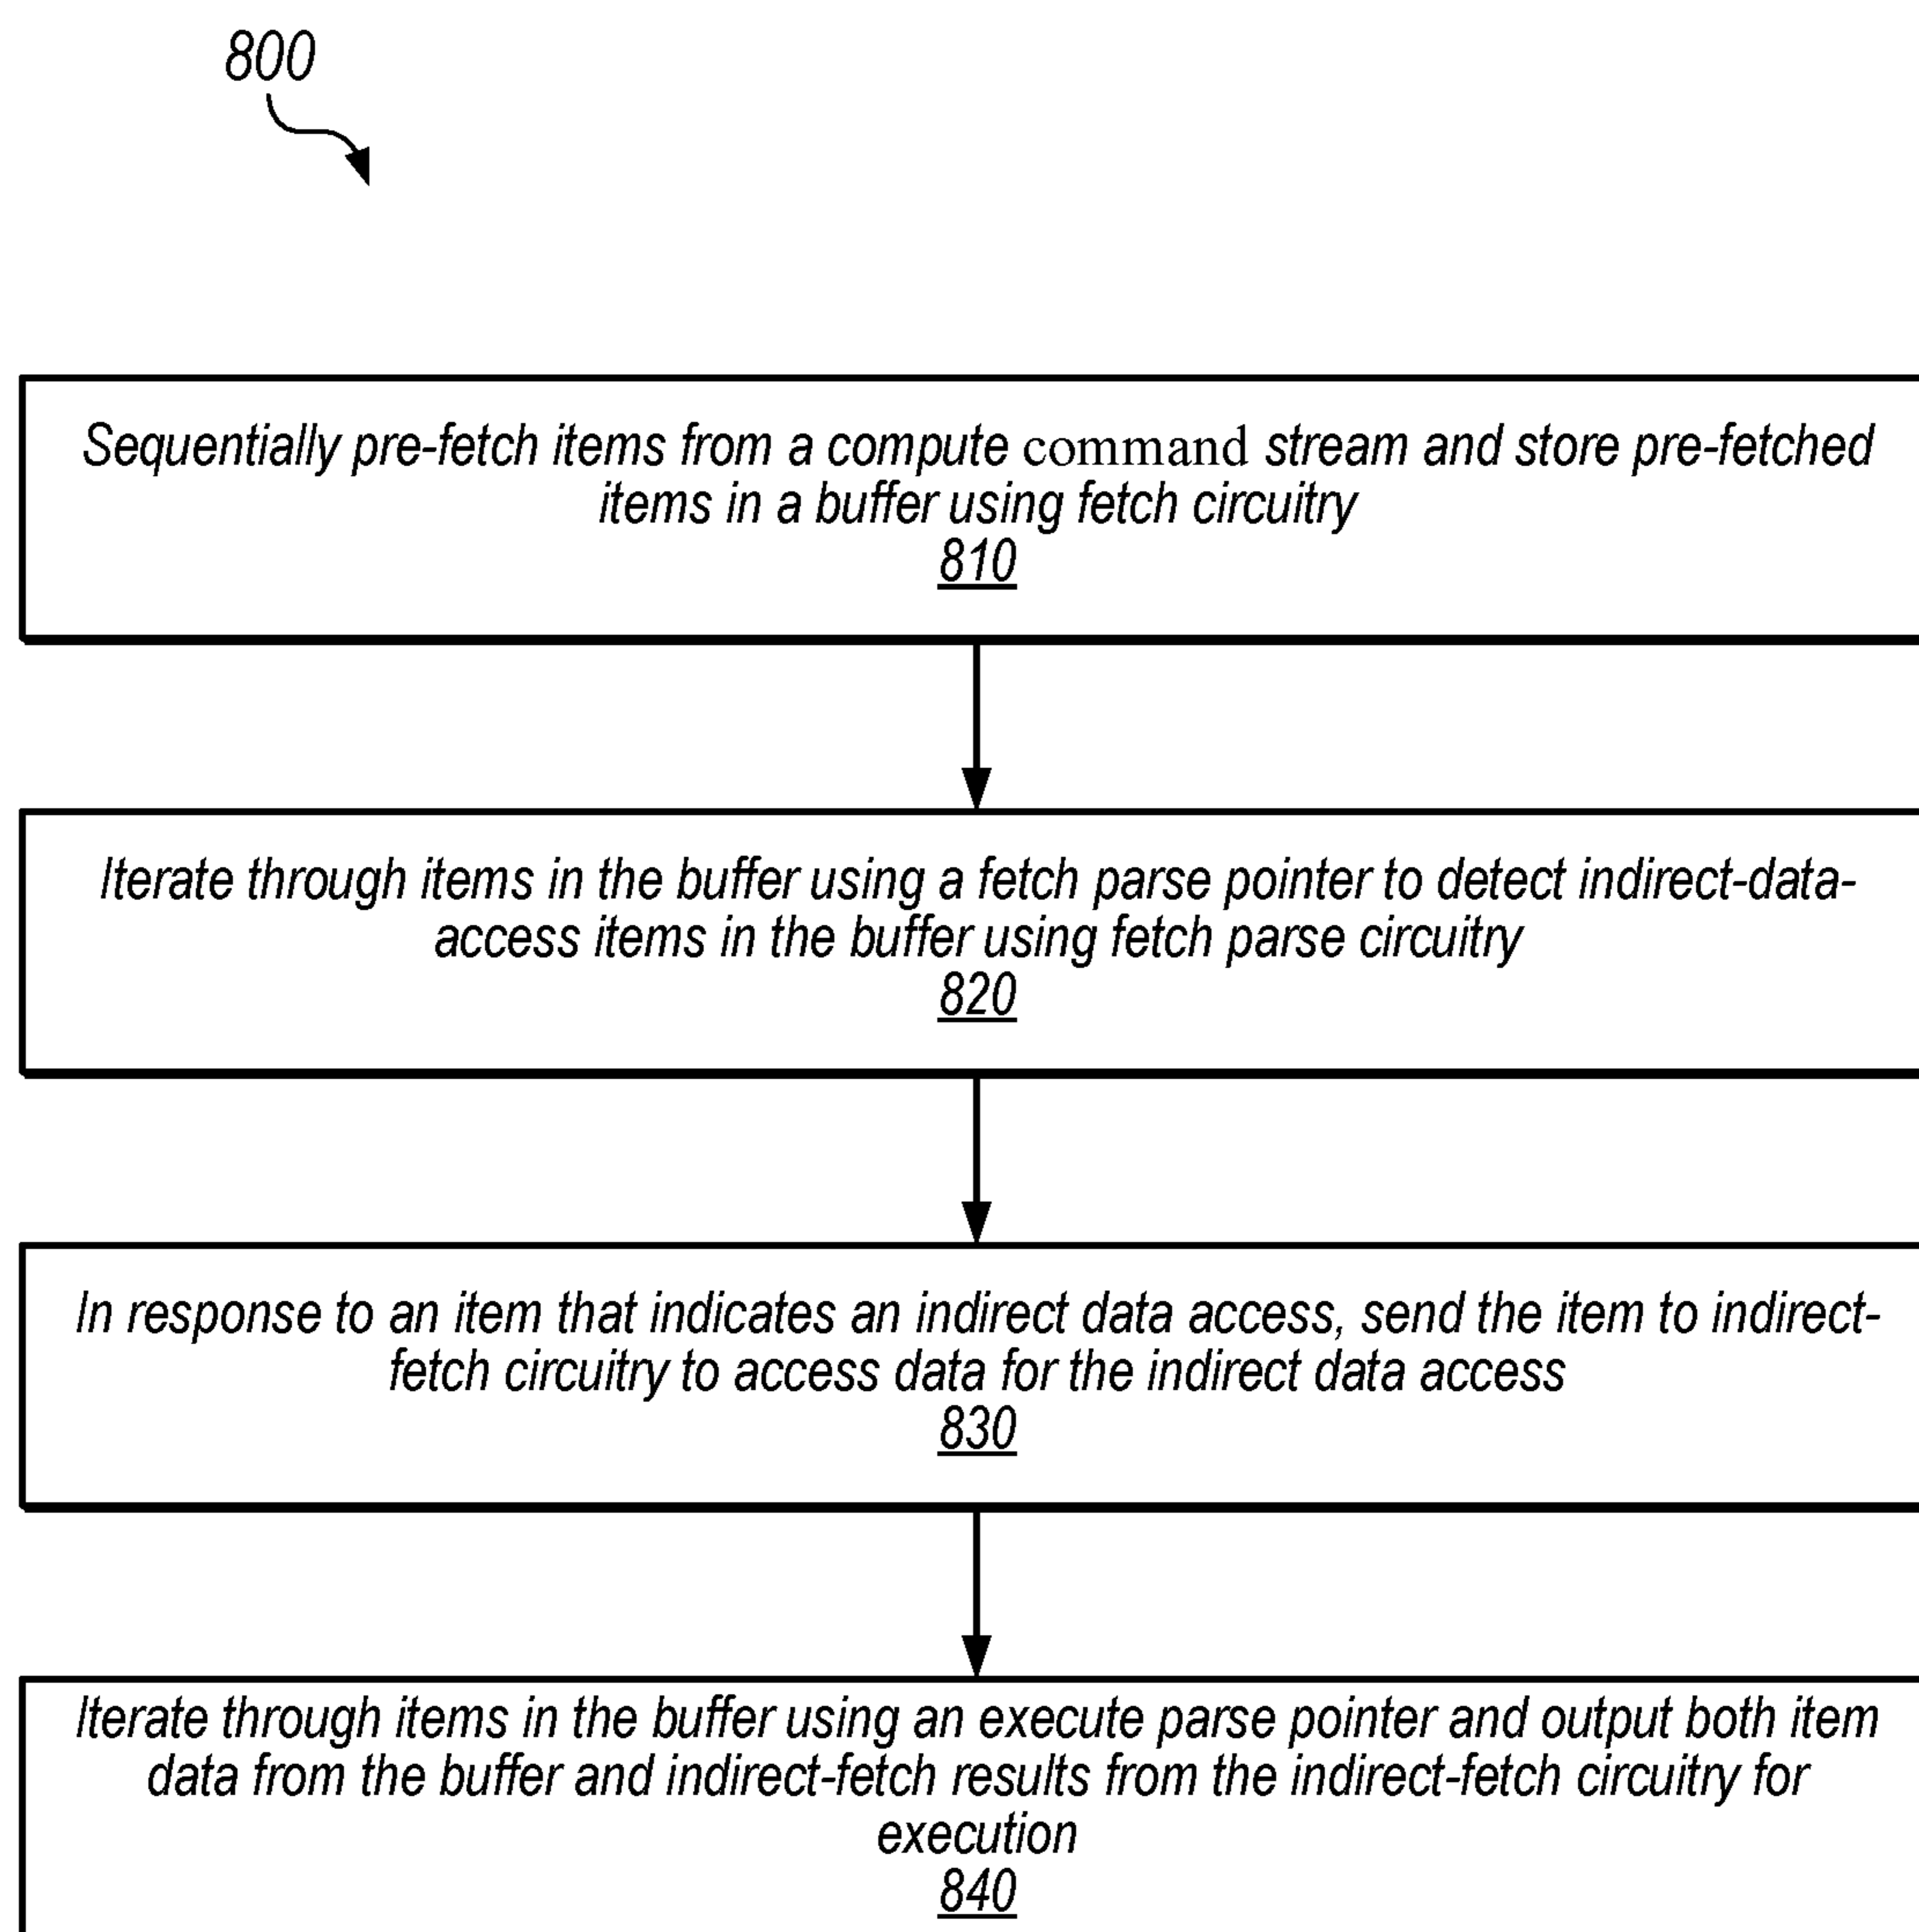 800
Sequentially pre-fetch items from a compute command stream and store pre-fetched
items in a buffer using fetch circuitry
810
Iterate through items in the buffer using a fetch parse pointer to detect indirect-data-
access items in the buffer using fetch parse circuitry
820
In response to an item that indicates an indirect data access, send the item to indirect-
fetch circuitry to access data for the indirect data access
830
Iterate through items in the buffer using an execute parse pointer and output both item
data from the buffer and indirect-fetch results from the indirect-fetch circuitry for
execution
840